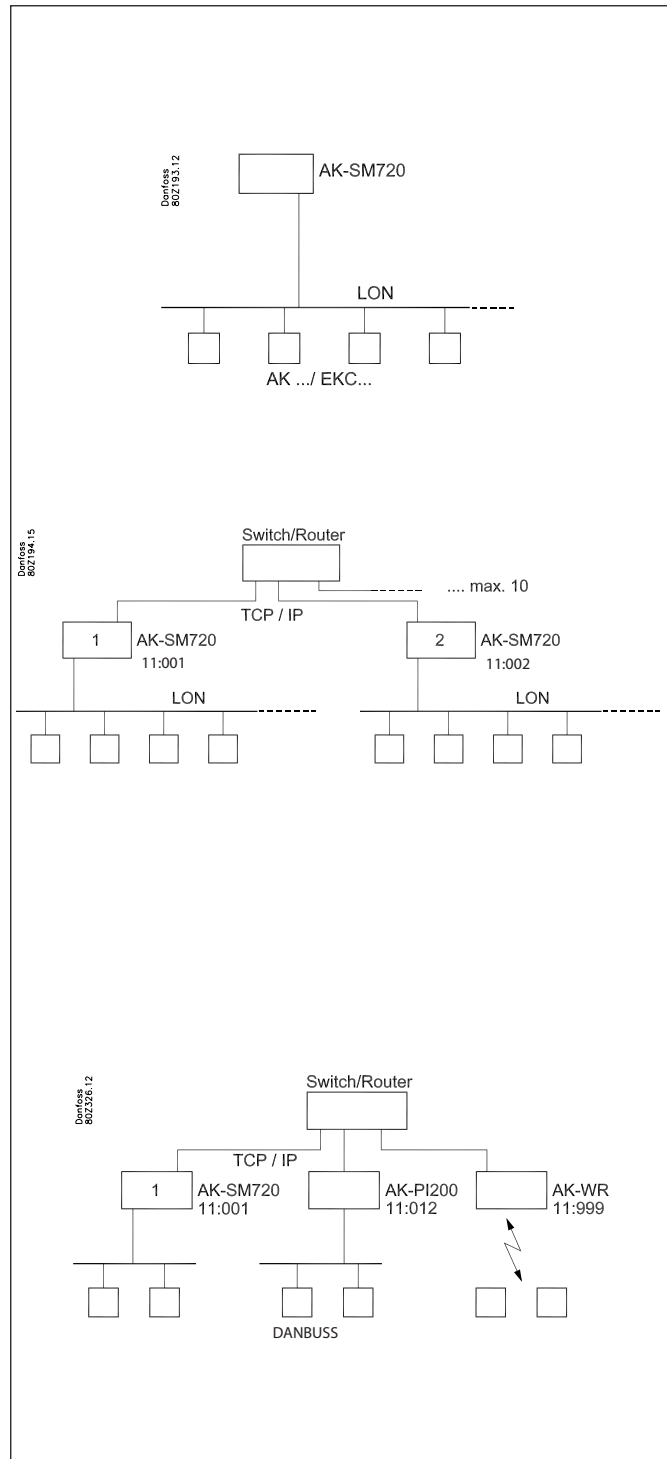 Danfoss
80Z193.12
AK-SM720
LON
AK .../ EKC...
Danfoss
80Z194.15
Switch/Router
.... max. 10
TCP / IP
1
AK-SM720
11:001
2
AK-SM720
11:002
LON
LON
Danfoss
80Z326.12
Switch/Router
TCP / IP
1
AK-SM720
11:001
AK-PI200
11:012
AK-WR
11:999
DANBUSS